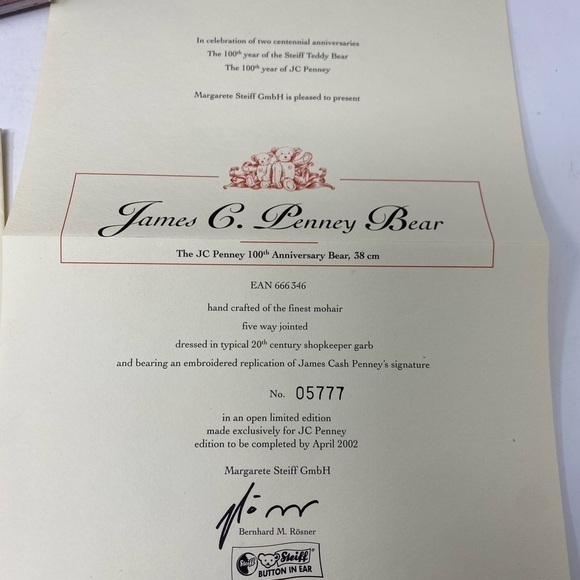 In celebration of two centennial anniversaries
The 100th year of the Steiff Teddy Bear
The 100th year of JC Penney
Margarete Steiff GmbH is pleased to present
James C. Penney Bear
The JC Penney 100th Anniversary Bear, 38 cm
EAN 666346
hand crafted of the finest mohair
five way jointed
dressed in typical 20th century shopkeeper garb
and bearing an embroidered replication of James Cash Penney's signature
No. 05777
in an open limited edition
made exclusively for JC Penney
edition to be completed by April 2002
Margarete Steiff GmbH
Bernhard M. Rösner
Steiff Steiff®
BUTTON IN EAR